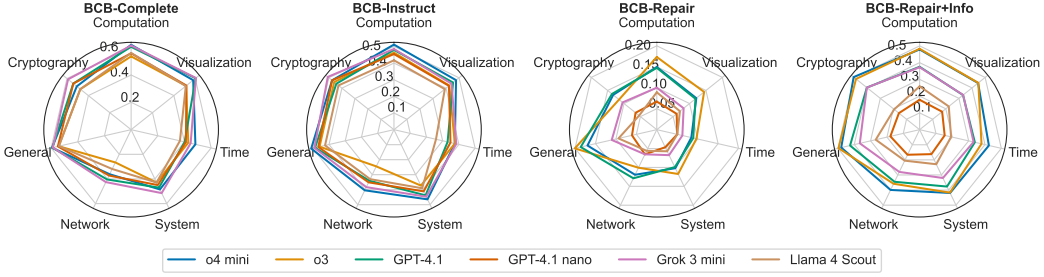 BCB-Complete
Computation
Visualization
Time
System
Network
General
Cryptography
0.2
0.4
0.6
BCB-Instruct
Computation
Visualization
Time
System
Network
General
Cryptography
0.1
0.2
0.3
0.4
0.5
BCB-Repair
Computation
Visualization
Time
System
Network
General
Cryptography
0.05
0.10
0.15
0.20
BCB-Repair+Info
Computation
Visualization
Time
System
Network
General
Cryptography
0.1
0.2
0.3
0.4
0.5
o4 mini
o3
GPT-4.1
GPT-4.1 nano
Grok 3 mini
Llama 4 Scout